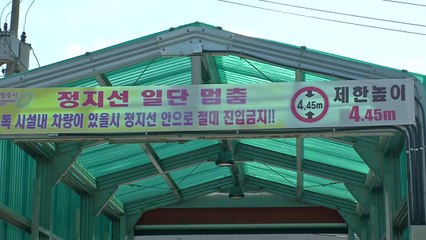 정지선 일단 멈춤
독 시설내 차량이 있을시 정지선 안으로 절대 진입금지!!
4.45m
제한높이
4.45m